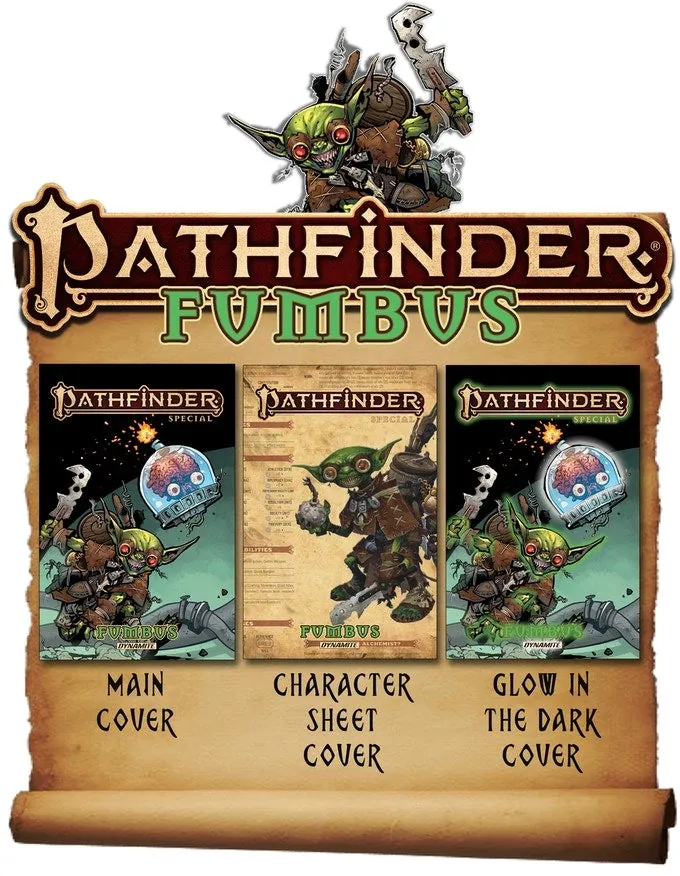 PATHFINDER®
FUMBUS
PATHFINDER
SPECIAL
FUMBUS
DYNAMITE
PATHFINDER
SPECIAL
FUMBUS
DYNAMITE
ALCHEMIST
PATHFINDER
SPECIAL
FUMBUS
DYNAMITE
MAIN
COVER
CHARACTER
SHEET
COVER
GLOW IN
THE DARK
COVER